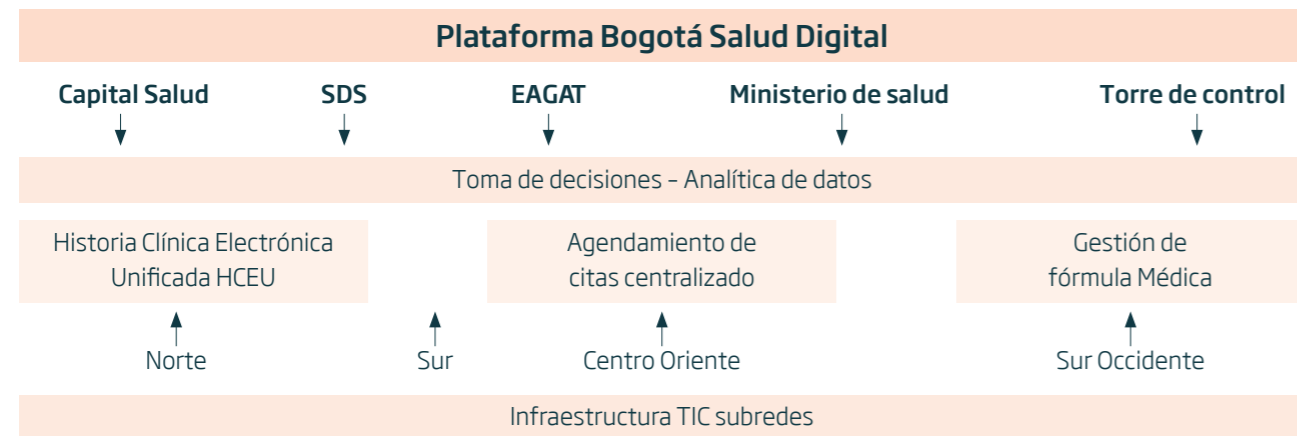 Plataforma Bogotá Salud Digital
Capital Salud SDS EAGAT Ministerio de salud Torre de control
Toma de decisiones – Analítica de datos
Historia Clínica Electrónica
Unificada HCEU
Agendamiento de
citas centralizado
Gestión de
fórmula Médica
Norte Sur Centro Oriente Sur Occidente
Infraestructura TIC subredes